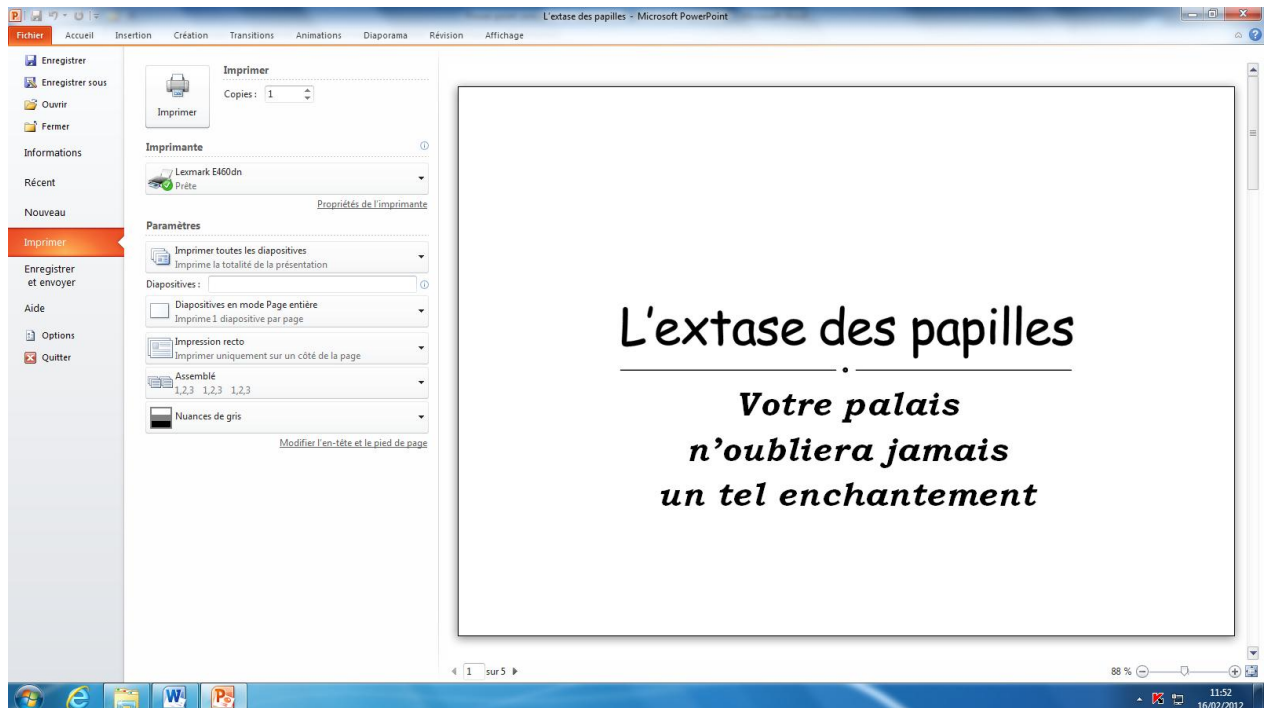 L'extase des papilles - Microsoft PowerPoint
Fichier Accueil Insertion Création Transitions Animations Diaporama Révision Affichage
Enregistrer
Enregistrer sous
Ouvrir
Fermer
Informations
Récent
Nouveau
Imprimer
Enregistrer
et envoyer
Aide
Options
Quitter
Imprimer
Imprimer
Copies : 1
Imprimante
Lexmark E460dn
Prête
Propriétés de l'imprimante
Paramètres
Imprimer toutes les diapositives
Imprime la totalité de la présentation
Diapositives :
Diapositives en mode Page entière
Imprime 1 diapositive par page
Impression recto
Imprimer uniquement sur un côté de la page
Assemblé
1,2,3 1,2,3 1,2,3
Nuances de gris
Modifier l'en-tête et le pied de page
L'extase des papilles
Votre palais
n'oubliera jamais
un tel enchantement
1 sur 5
88 %
11:52
16/02/2012